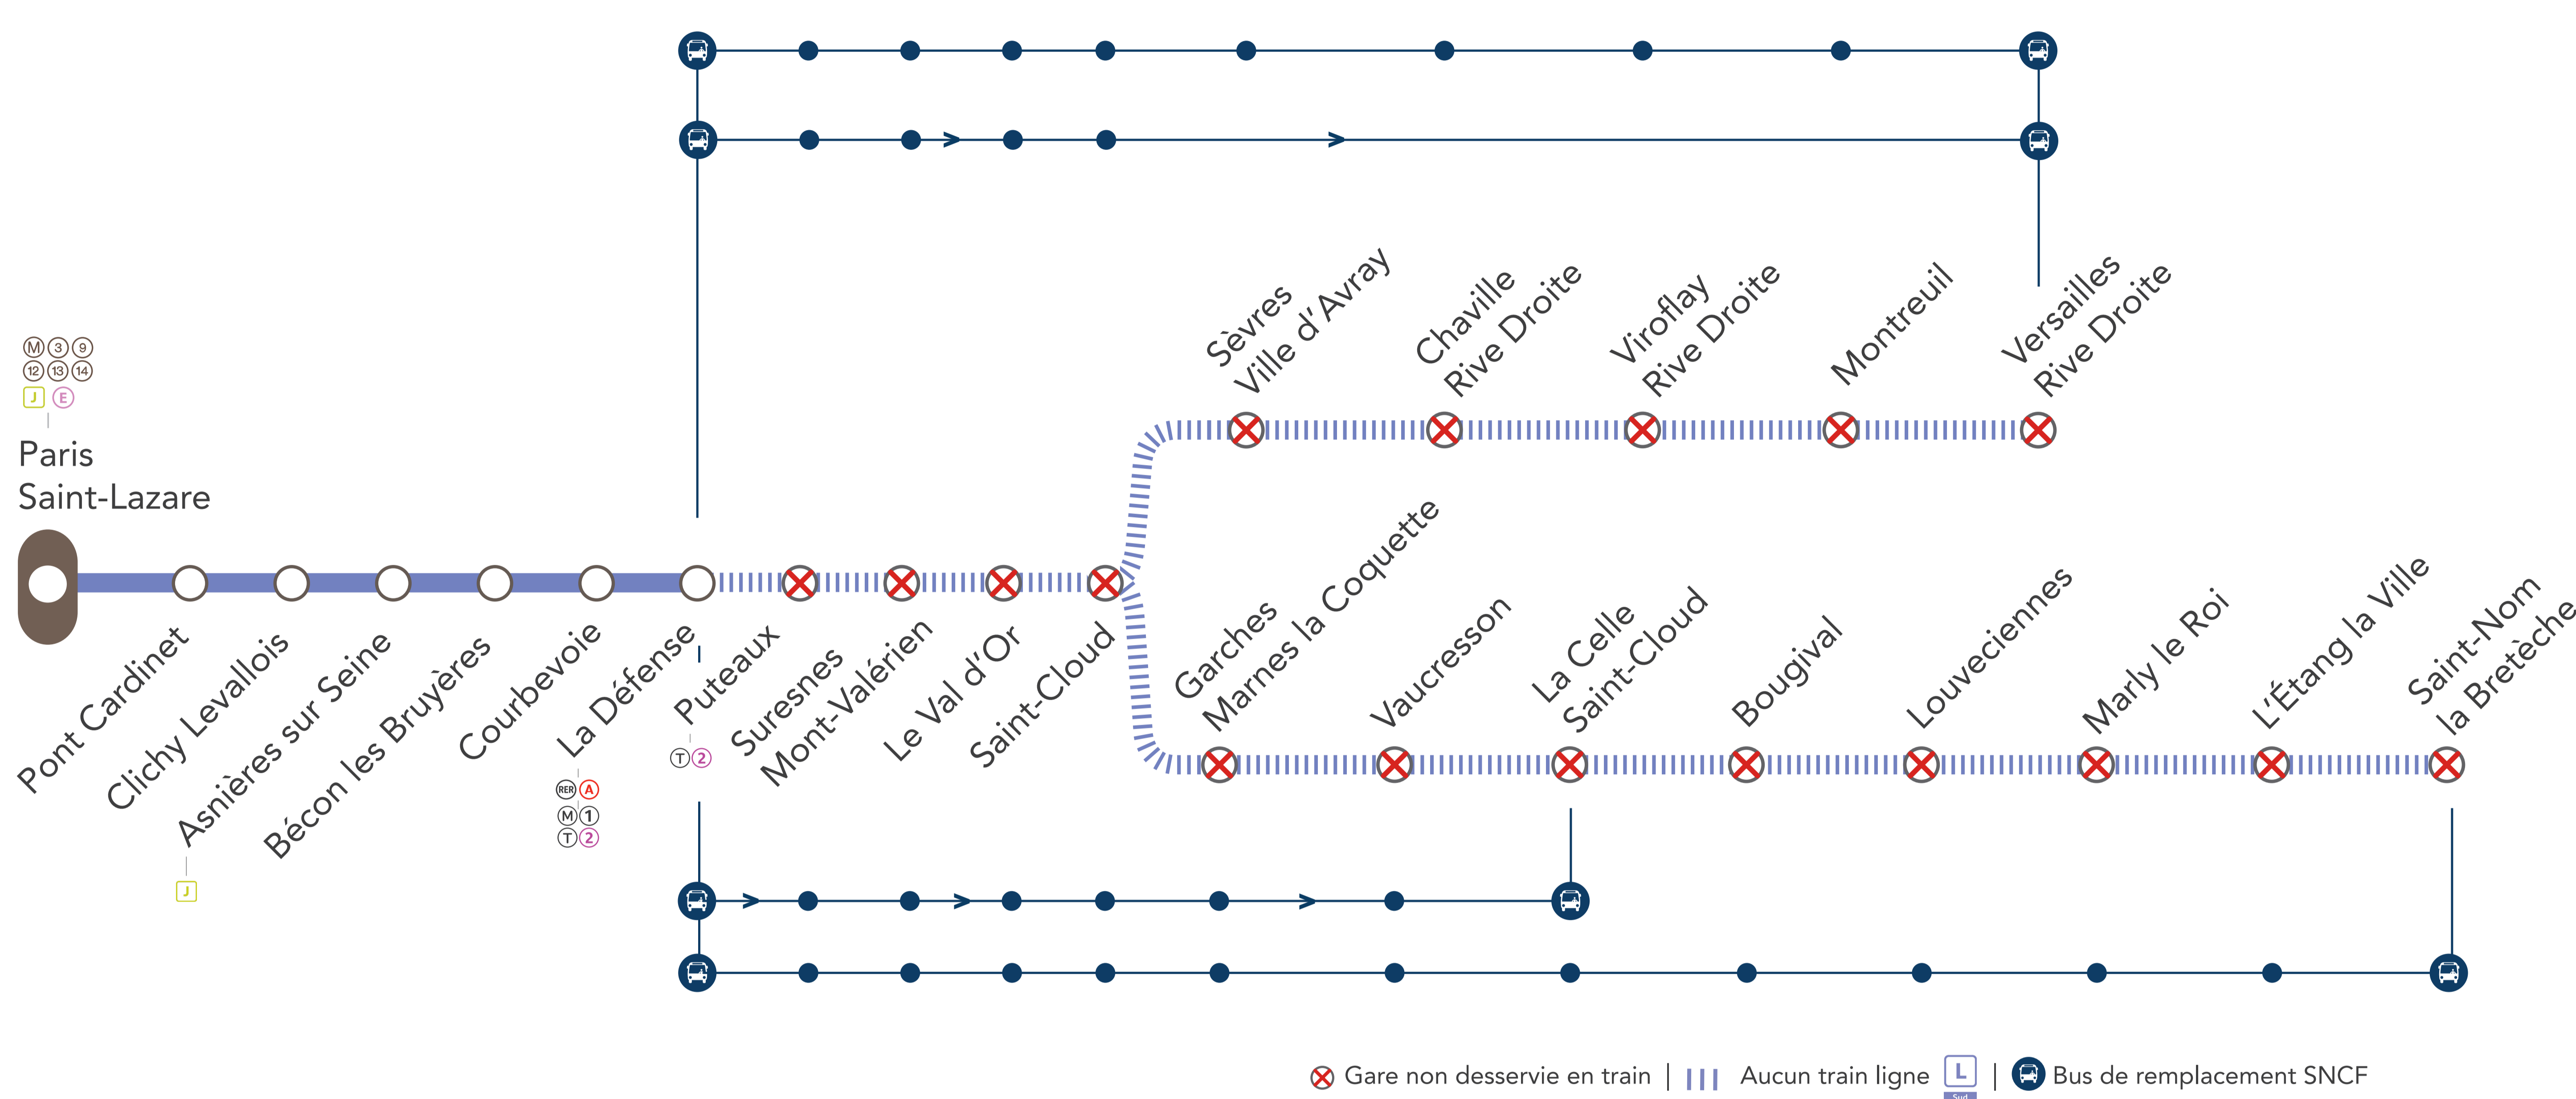 Sèvres
Ville d'Avray
Chaville
Rive Droite
Viroflay
Rive Droite
Montreuil
Versailles
Rive Droite
M 3 9
12 13 14
J E
Paris
Saint-Lazare
Pont Cardinet
Clichy Levallois
Asnières sur Seine
J
Bécon les Bruyères
Courbevoie
La Défense
RER A
M 1
T 2
Puteaux
T 2
Suresnes
Mont-Valérien
Le Val d'Or
Saint-Cloud
Garches
Marnes la Coquette
Vaucresson
La Celle
Saint-Cloud
Bougival
Louveciennes
Marly le Roi
L'Étang la Ville
Saint-Nom
la Bretèche
Gare non desservie en train | Aucun train ligne L | Bus de remplacement SNCF
Sud